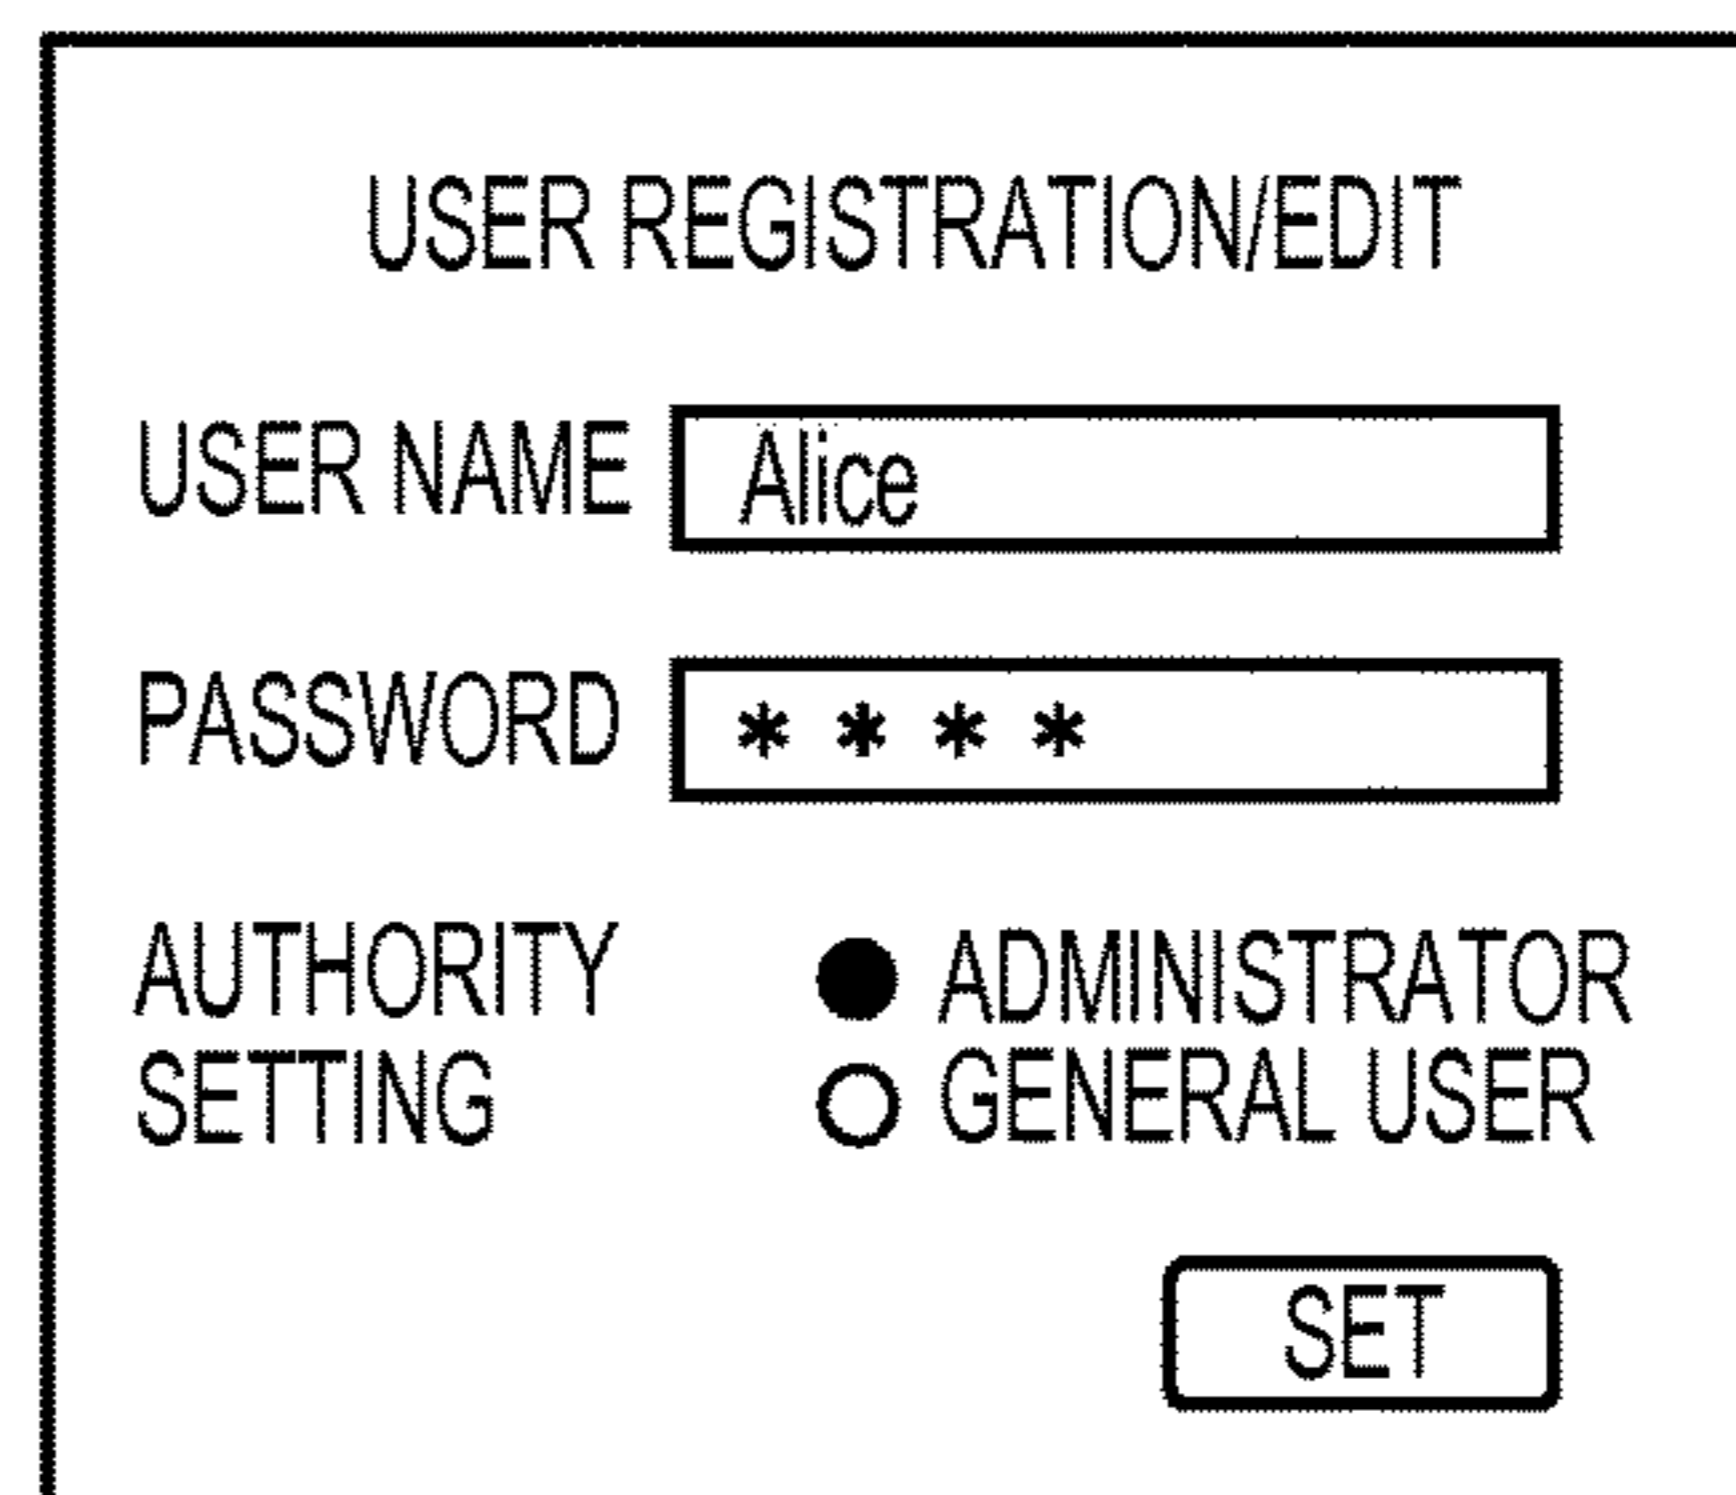 USER REGISTRATION/EDIT
USER NAME Alice
PASSWORD * * * *
AUTHORITY ADMINISTRATOR
SETTING GENERAL USER
SET